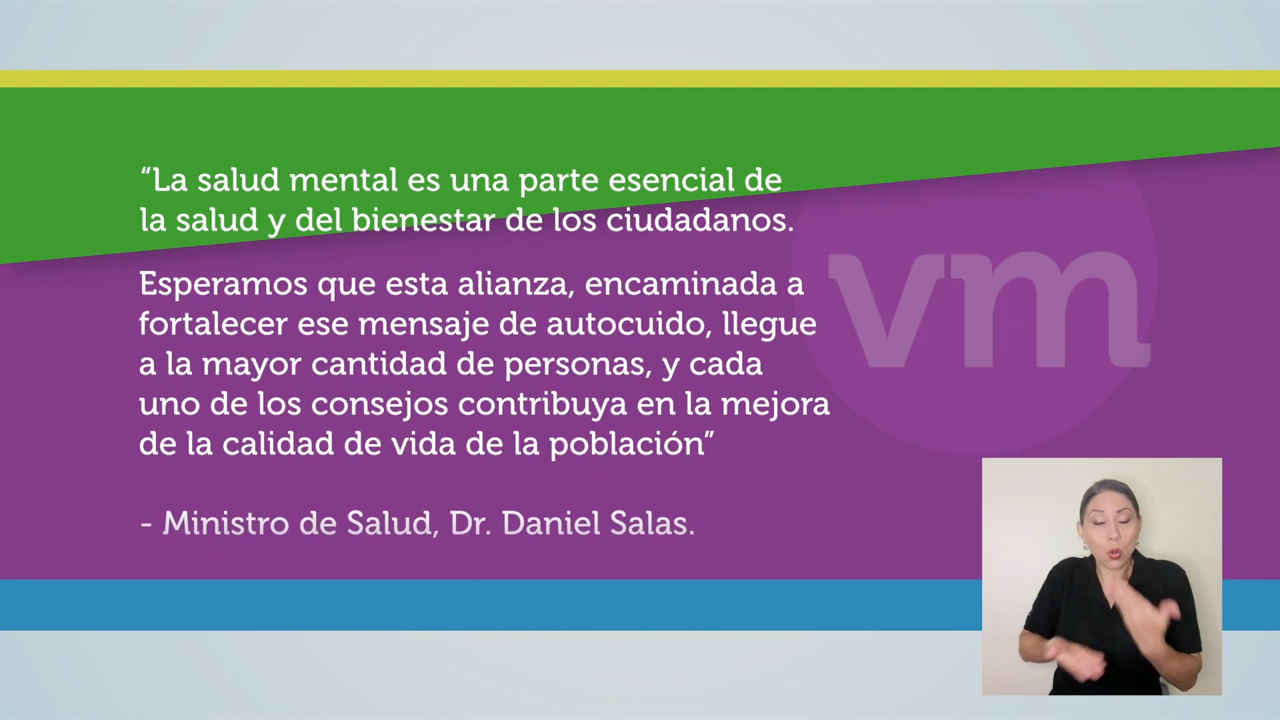 “La salud mental es una parte esencial de
la salud y del bienestar de los ciudadanos.
Esperamos que esta alianza, encaminada a
fortalecer ese mensaje de autocuido, llegue
a la mayor cantidad de personas, y cada
uno de los consejos contribuya en la mejora
de la calidad de vida de la población”
- Ministro de Salud, Dr. Daniel Salas.
vm